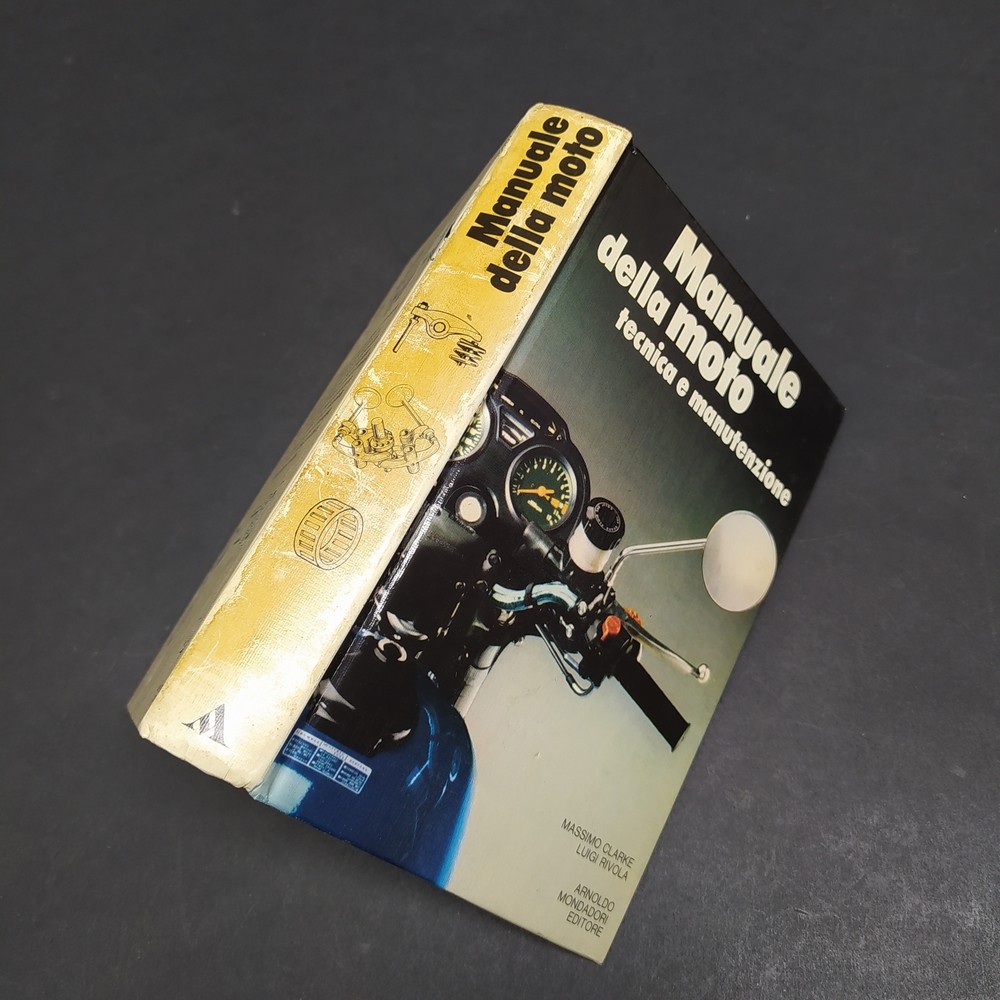 Manuale
della moto
Manuale
della moto
tecnica e manutenzione
MASSIMO CLARKE
LUIGI RIVOLA
ARNOLDO
MONDADORI
EDITORE